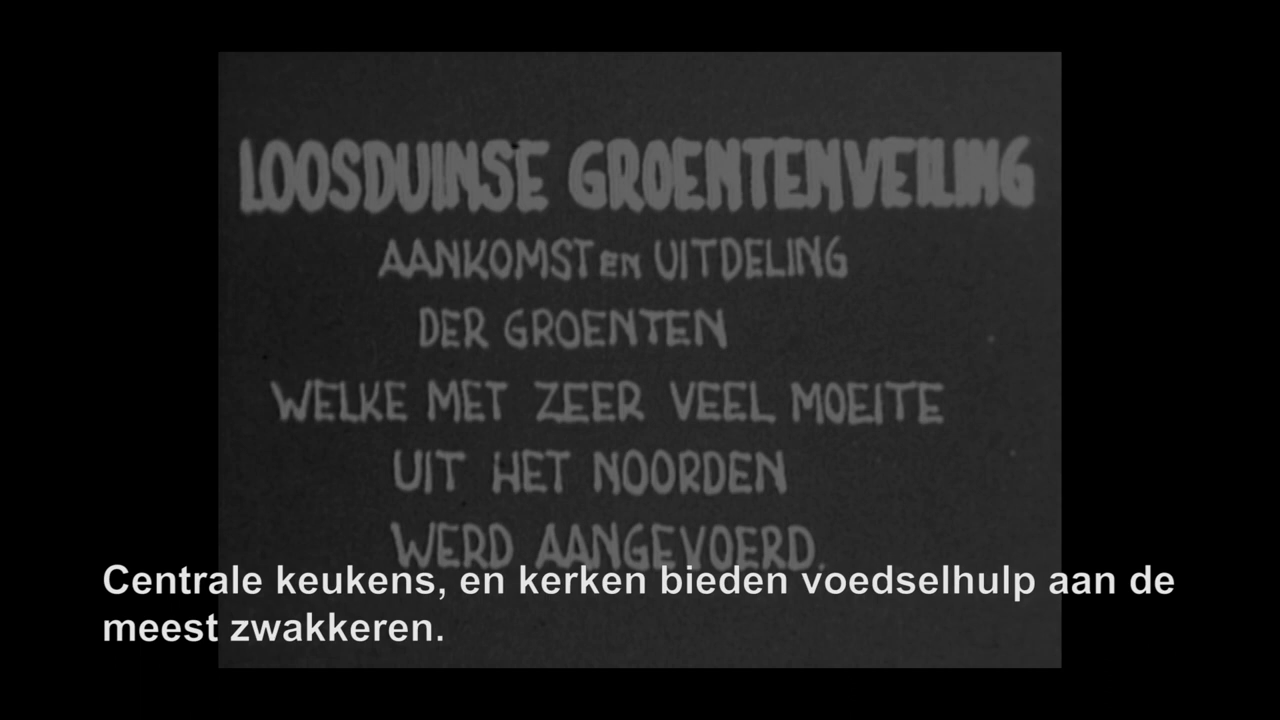 LOOSDUINSE GROENTENVEILING
AANKOMST EN UITDELING
DER GROENTEN
WELKE MET ZEER VEEL MOEITE
UIT HET NOORDEN
WERD AANGEVOERD.
Centrale keukens, en kerken bieden voedselhulp aan de
meest zwakkeren.